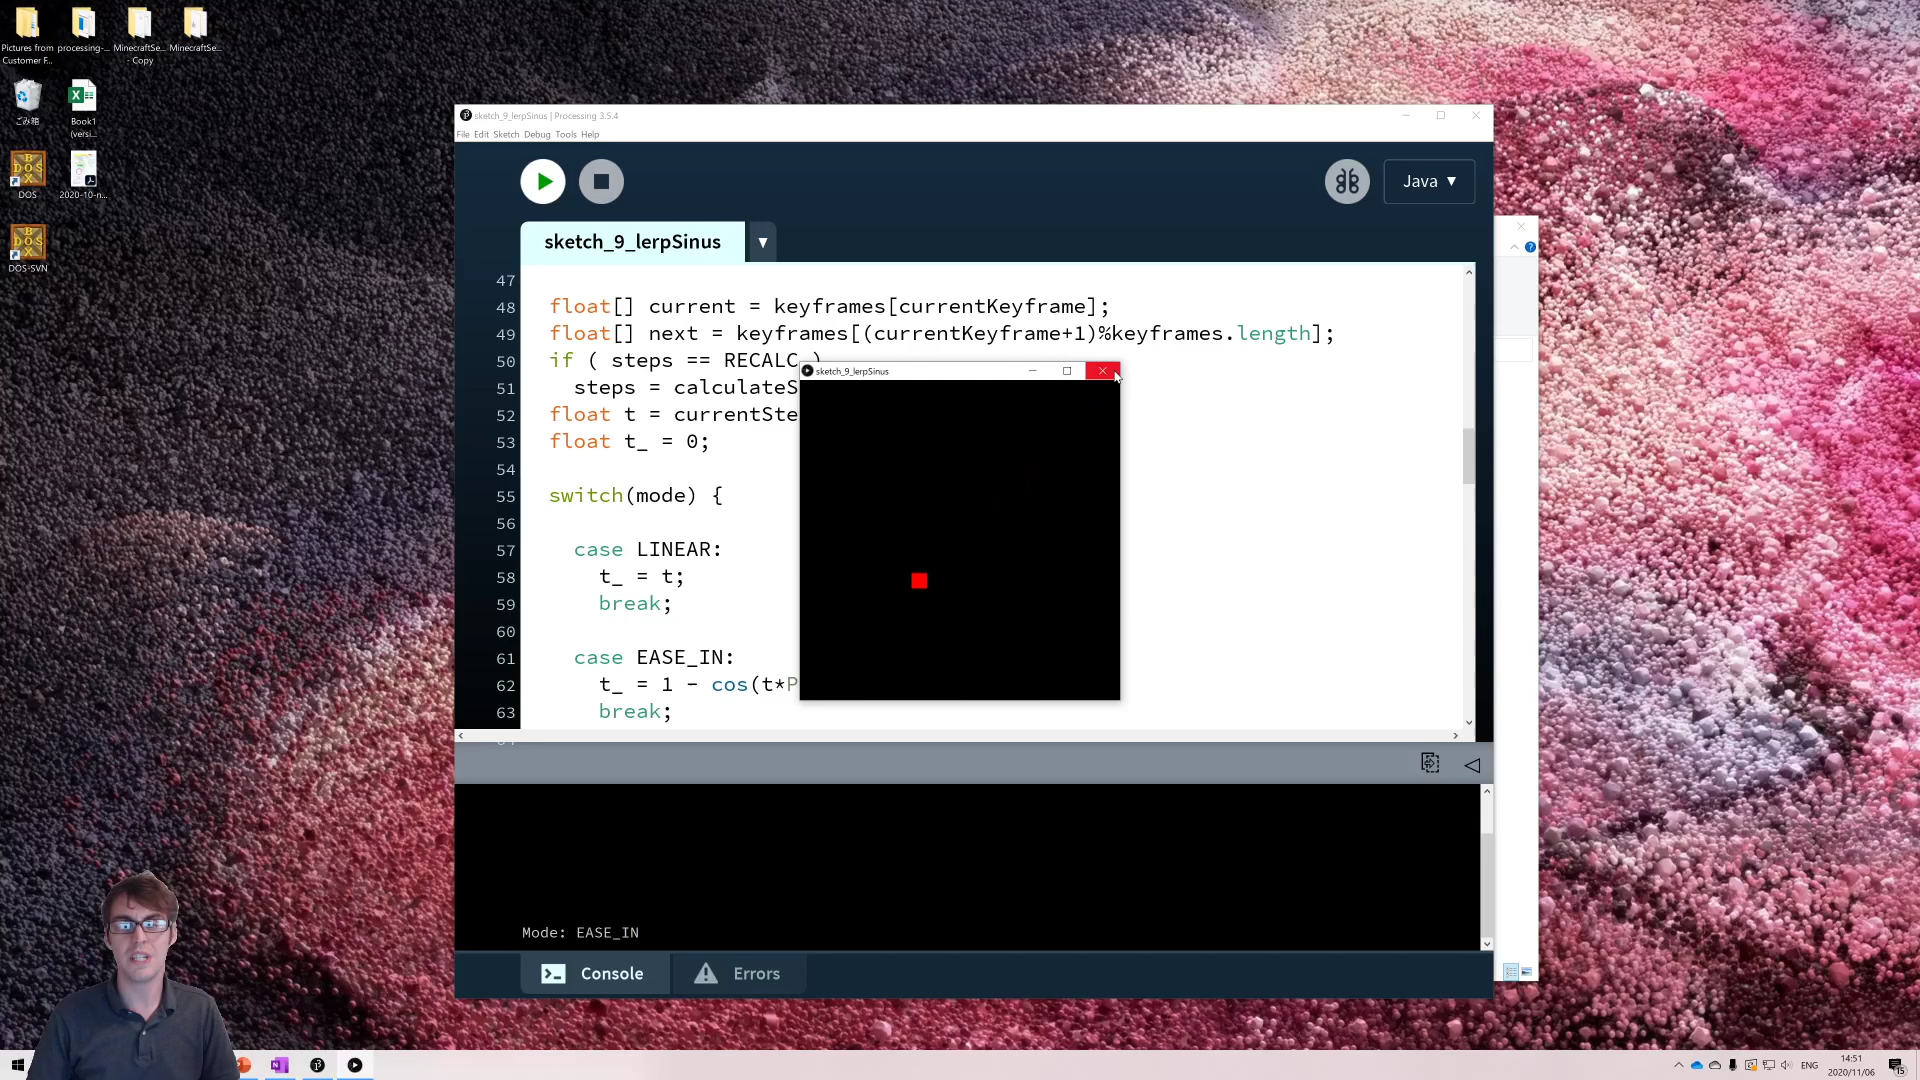 Pictures from Customer F...
processing-...
MinecraftSe... - Copy
MinecraftSe...
ごみ箱
Book1 (versi...
DOS
2020-10-n...
DOS-SVN
sketch_9_lerpSinus | Processing 3.5.4
File Edit Sketch Debug Tools Help
Java ▼
sketch_9_lerpSinus ▼
47
48 float[] current = keyframes[currentKeyframe];
49 float[] next = keyframes[(currentKeyframe+1)%keyframes.length];
50 if ( steps == RECALC )
51 steps = calculateS
52 float t = currentSte
53 float t_ = 0;
54
55 switch(mode) {
56
57 case LINEAR:
58 t_ = t;
59 break;
60
61 case EASE_IN:
62 t_ = 1 - cos(t*P
63 break;
sketch_9_lerpSinus
Mode: EASE_IN
Console
Errors
ENG
14:51
2020/11/06
15